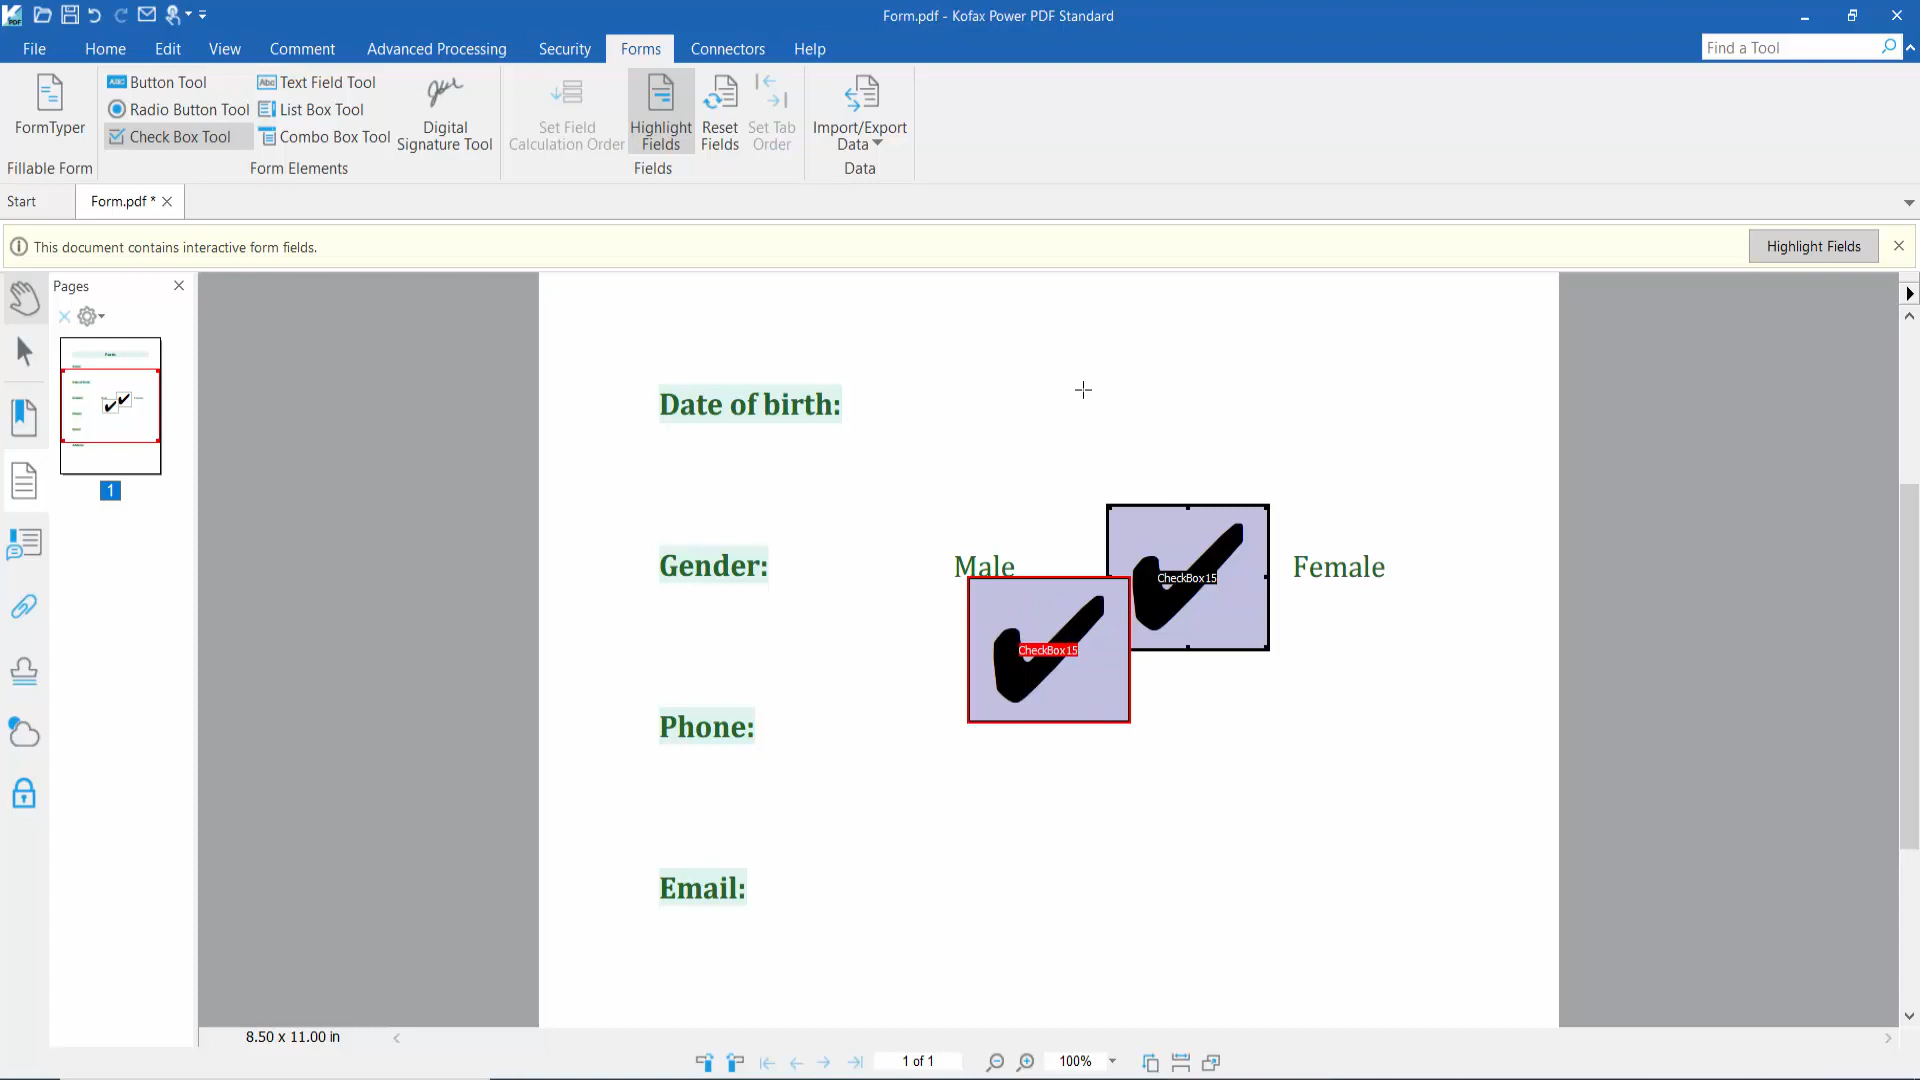 Form.pdf - Kofax Power PDF Standard
File Home Edit View Comment Advanced Processing Security Forms Connectors Help Find a Tool
FormTyper
Fillable Form
Button Tool Text Field Tool
Radio Button Tool List Box Tool
Check Box Tool Combo Box Tool
Digital
Signature Tool
Form Elements
Set Field
Calculation Order
Highlight
Fields
Reset
Fields
Set Tab
Order
Fields
Import/Export
Data
Data
Start Form.pdf *
This document contains interactive form fields. Highlight Fields
Pages
1
Date of birth:
Gender: Male Female
CheckBox15
CheckBox15
Phone:
Email:
8.50 x 11.00 in
1 of 1 100%